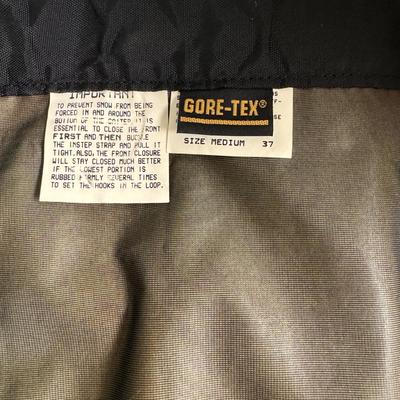 IMPORTANT
TO PREVENT SNOW FROM BEING
FORCED IN AND AROUND THE
BOTTOM OF THE GAITER IT IS
ESSENTIAL TO CLOSE THE FRONT
FIRST AND THEN BUCKLE
THE INSTEP STRAP AND PULL IT
TIGHT. ALSO, THE FRONT CLOSURE
WILL STAY CLOSED MUCH BETTER
IF THE LOWEST PORTION IS
RUBBED FIRMLY SEVERAL TIMES
TO SET THE HOOKS IN THE LOOP.
GORE-TEX®
SIZE MEDIUM 37